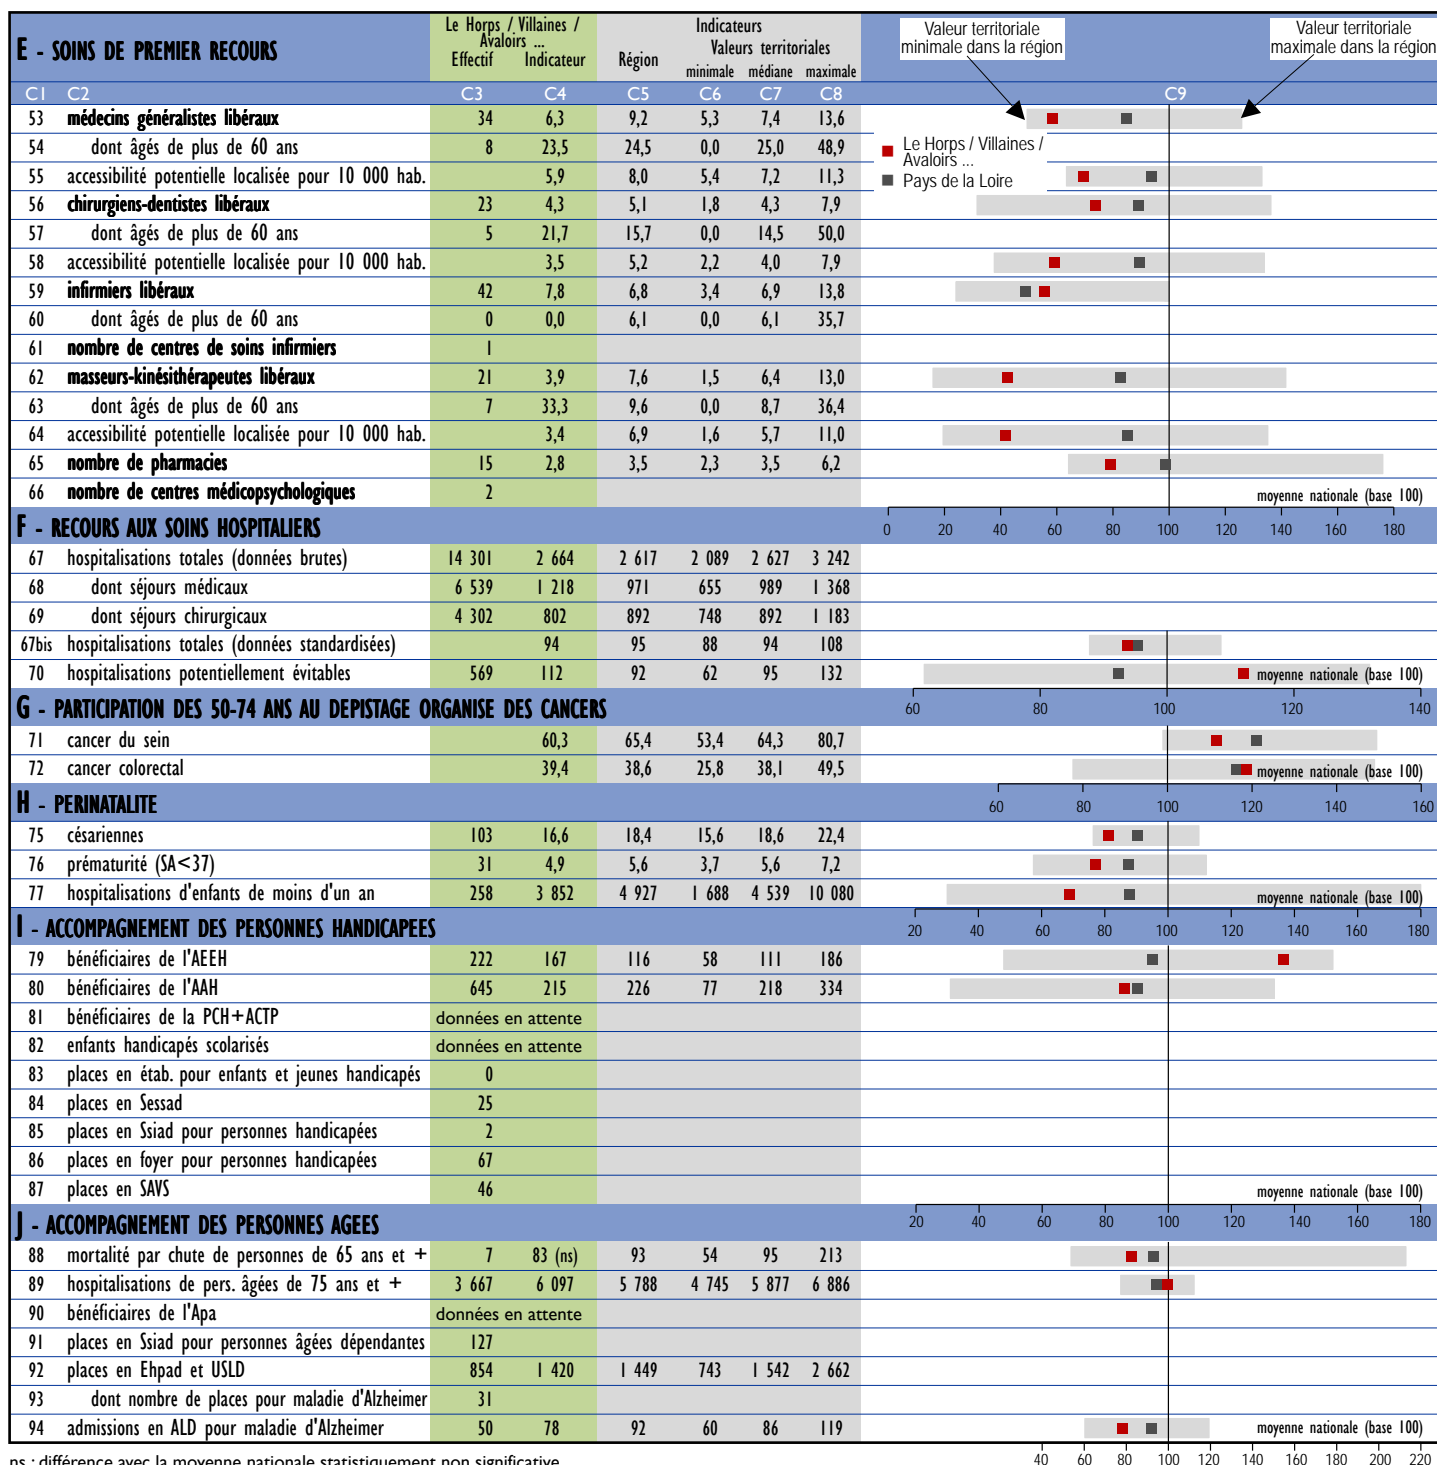 E - SOINS DE PREMIER RECOURS
Le Horps / Villaines / Avaloirs ...
Effectif Indicateur
Indicateurs
Région
Valeurs territoriales
minimale médiane maximale
Valeur territoriale
minimale dans la région
Valeur territoriale
maximale dans la région
C1 C2 C3 C4 C5 C6 C7 C8 C9
53 médecins généralistes libéraux 34 6,3 9,2 5,3 7,4 13,6
54 dont âgés de plus de 60 ans 8 23,5 24,5 0,0 25,0 48,9
Le Horps / Villaines /
Avaloirs ...
Pays de la Loire
55 accessibilité potentielle localisée pour 10 000 hab. 5,9 8,0 5,4 7,2 11,3
56 chirurgiens-dentistes libéraux 23 4,3 5,1 1,8 4,3 7,9
57 dont âgés de plus de 60 ans 5 21,7 15,7 0,0 14,5 50,0
58 accessibilité potentielle localisée pour 10 000 hab. 3,5 5,2 2,2 4,0 7,9
59 infirmiers libéraux 42 7,8 6,8 3,4 6,9 13,8
60 dont âgés de plus de 60 ans 0 0,0 6,1 0,0 6,1 35,7
61 nombre de centres de soins infirmiers 1
62 masseurs-kinésithérapeutes libéraux 21 3,9 7,6 1,5 6,4 13,0
63 dont âgés de plus de 60 ans 7 33,3 9,6 0,0 8,7 36,4
64 accessibilité potentielle localisée pour 10 000 hab. 3,4 6,9 1,6 5,7 11,0
65 nombre de pharmacies 15 2,8 3,5 2,3 3,5 6,2
66 nombre de centres médicopsychologiques 2 moyenne nationale (base 100)
F - RECOURS AUX SOINS HOSPITALIERS 0 20 40 60 80 100 120 140 160 180
67 hospitalisations totales (données brutes) 14 301 2 664 2 617 2 089 2 627 3 242
68 dont séjours médicaux 6 539 1 218 971 655 989 1 368
69 dont séjours chirurgicaux 4 302 802 892 748 892 1 183
67bis hospitalisations totales (données standardisées) 94 95 88 94 108
70 hospitalisations potentiellement évitables 569 112 92 62 95 132 moyenne nationale (base 100)
G - PARTICIPATION DES 50-74 ANS AU DEPISTAGE ORGANISE DES CANCERS 60 80 100 120 140
71 cancer du sein 60,3 65,4 53,4 64,3 80,7
72 cancer colorectal 39,4 38,6 25,8 38,1 49,5 moyenne nationale (base 100)
H - PERINATALITE 60 80 100 120 140 160
75 césariennes 103 16,6 18,4 15,6 18,6 22,4
76 prématurité (SA<37) 31 4,9 5,6 3,7 5,6 7,2
77 hospitalisations d'enfants de moins d'un an 258 3 852 4 927 1 688 4 539 10 080 moyenne nationale (base 100)
I - ACCOMPAGNEMENT DES PERSONNES HANDICAPEES 20 40 60 80 100 120 140 160 180
79 bénéficiaires de l'AEEH 222 167 116 58 111 186
80 bénéficiaires de l'AAH 645 215 226 77 218 334
81 bénéficiaires de la PCH+ACTP données en attente
82 enfants handicapés scolarisés données en attente
83 places en étab. pour enfants et jeunes handicapés 0
84 places en Sessad 25
85 places en Ssiad pour personnes handicapées 2
86 places en foyer pour personnes handicapées 67
87 places en SAVS 46 moyenne nationale (base 100)
J - ACCOMPAGNEMENT DES PERSONNES AGEES 20 40 60 80 100 120 140 160 180
88 mortalité par chute de personnes de 65 ans et + 7 83 (ns) 93 54 95 213
89 hospitalisations de pers. âgées de 75 ans et + 3 667 6 097 5 788 4 745 5 877 6 886
90 bénéficiaires de l'Apa données en attente
91 places en Ssiad pour personnes âgées dépendantes 127
92 places en Ehpad et USLD 854 1 420 1 449 743 1 542 2 662
93 dont nombre de places pour maladie d'Alzheimer 31
94 admissions en ALD pour maladie d'Alzheimer 50 78 92 60 86 119 moyenne nationale (base 100)
40 60 80 100 120 140 160 180 200 220
ns : différence avec la moyenne nationale statistiquement non significative